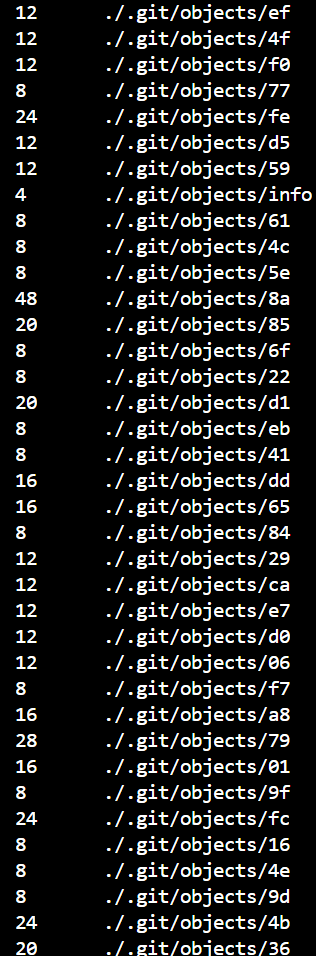 12 ./.git/objects/ef
12 ./.git/objects/4f
12 ./.git/objects/f0
8 ./.git/objects/77
24 ./.git/objects/fe
12 ./.git/objects/d5
12 ./.git/objects/59
4 ./.git/objects/info
8 ./.git/objects/61
8 ./.git/objects/4c
8 ./.git/objects/5e
48 ./.git/objects/8a
20 ./.git/objects/85
8 ./.git/objects/6f
8 ./.git/objects/22
20 ./.git/objects/d1
8 ./.git/objects/eb
8 ./.git/objects/41
16 ./.git/objects/dd
16 ./.git/objects/65
8 ./.git/objects/84
12 ./.git/objects/29
12 ./.git/objects/ca
12 ./.git/objects/e7
12 ./.git/objects/d0
12 ./.git/objects/06
8 ./.git/objects/f7
16 ./.git/objects/a8
28 ./.git/objects/79
16 ./.git/objects/01
8 ./.git/objects/9f
24 ./.git/objects/fc
8 ./.git/objects/16
8 ./.git/objects/4e
8 ./.git/objects/9d
24 ./.git/objects/4b
20 ./.git/objects/36